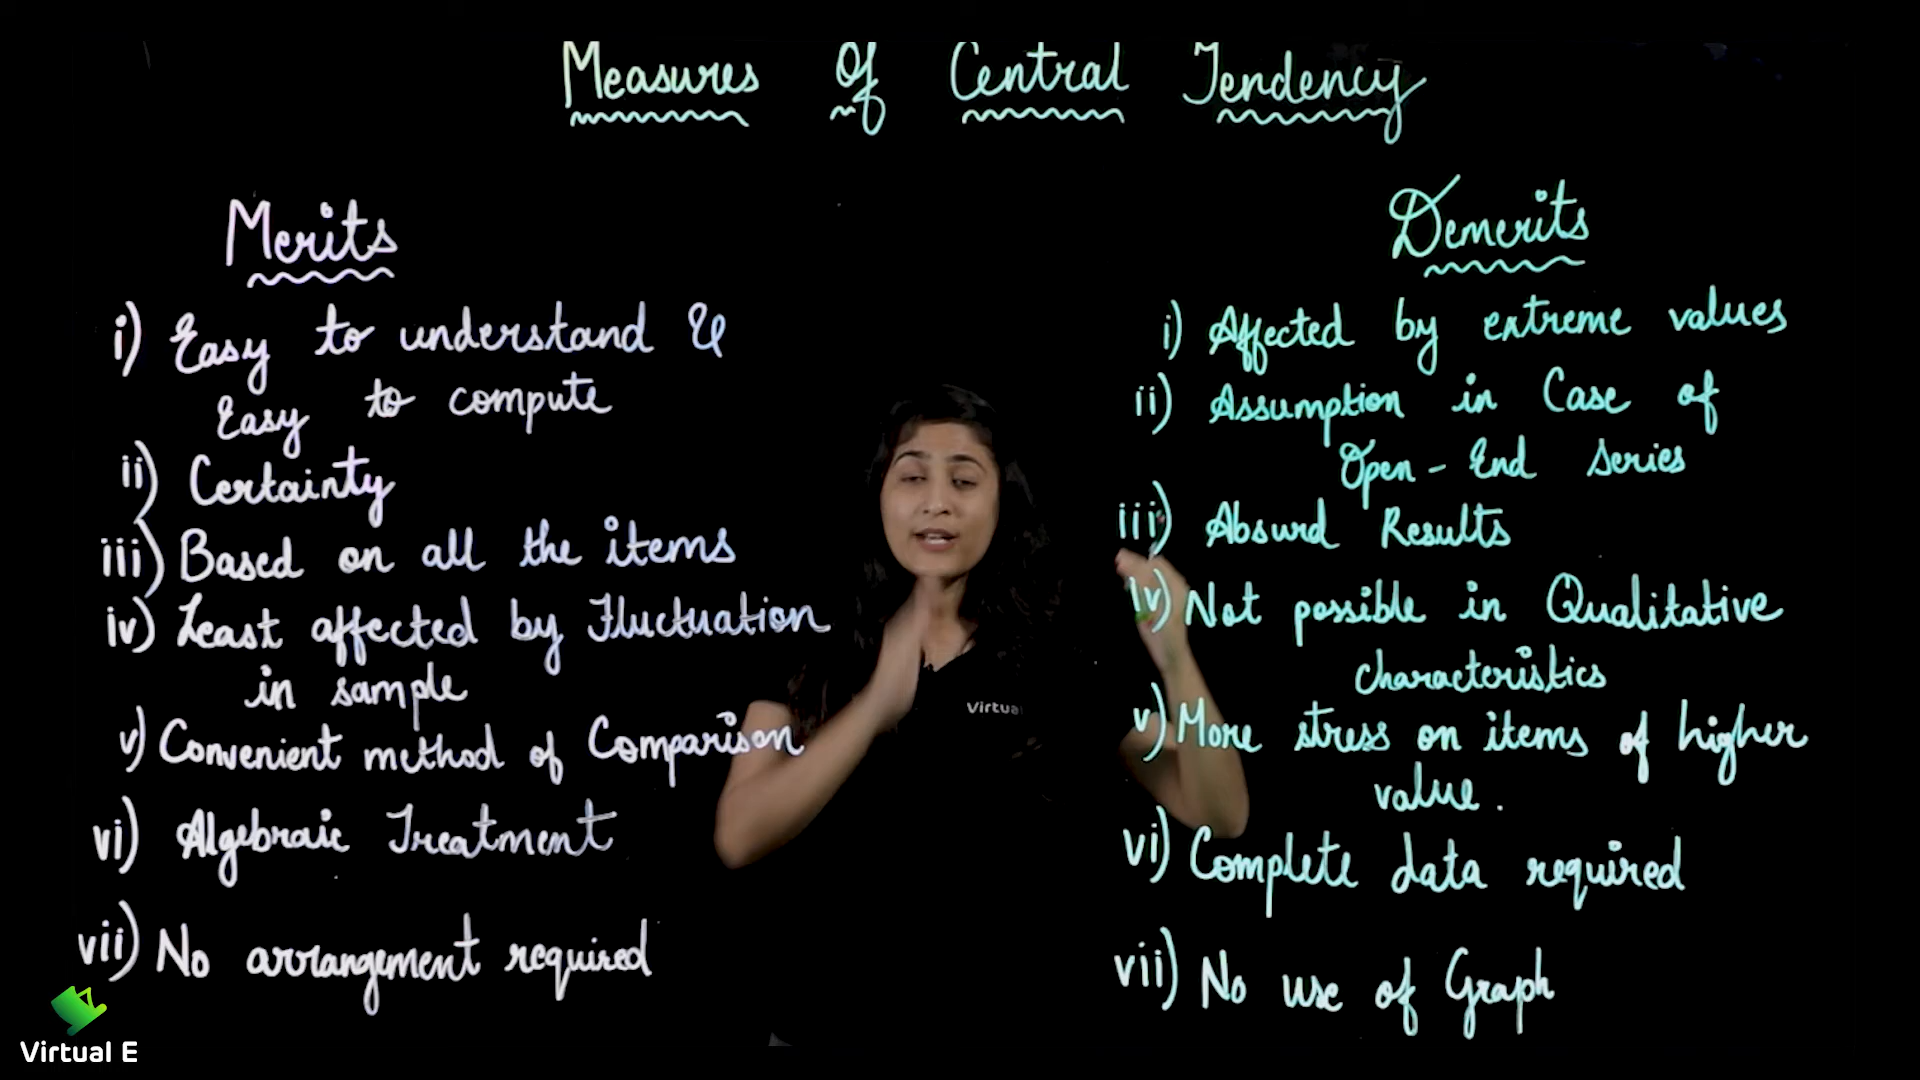 Measures Of Central Tendency
Merits
i) Easy to understand &
Easy to compute
ii) Certainty
iii) Based on all the items
iv) Least affected by Fluctuation
in sample
v) Convenient method of Comparison
vi) Algebraic Treatment
vii) No arrangement required
Demerits
i) Affected by extreme values
ii) Assumption in Case of
Open-End Series
iii) Absurd Results
iv) Not possible in Qualitative
characteristics
v) More stress on items of higher
value.
vi) Complete data required
vii) No use of Graph
Virtual
Virtual E